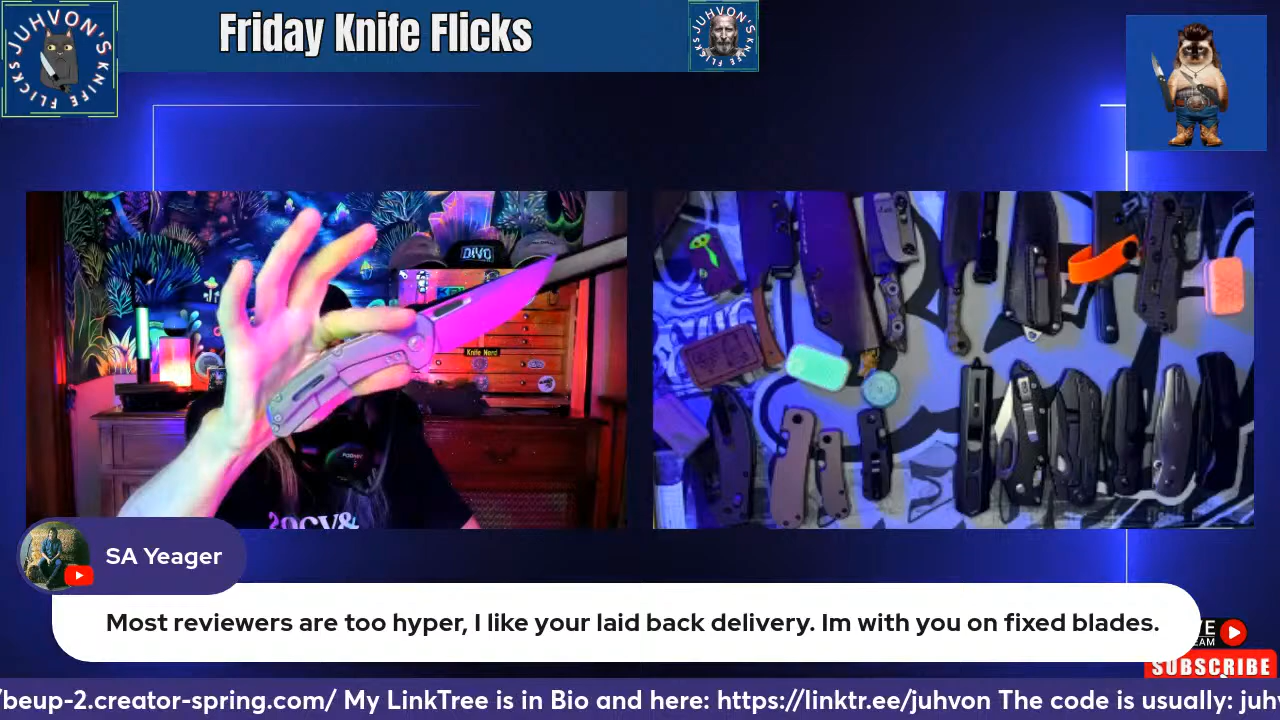 Friday Knife Flicks
JUHVON'S
KNIFE
FLICKS
JUHVON'S
KNIFE FLICKS
DIVO
Knife Nerd
SA Yeager
Most reviewers are too hyper, I like your laid back delivery. Im with you on fixed blades.
SUBSCRIBE
/beup-2.creator-spring.com/ My LinkTree is in Bio and here: https://linktr.ee/juhvon The code is usually: juh